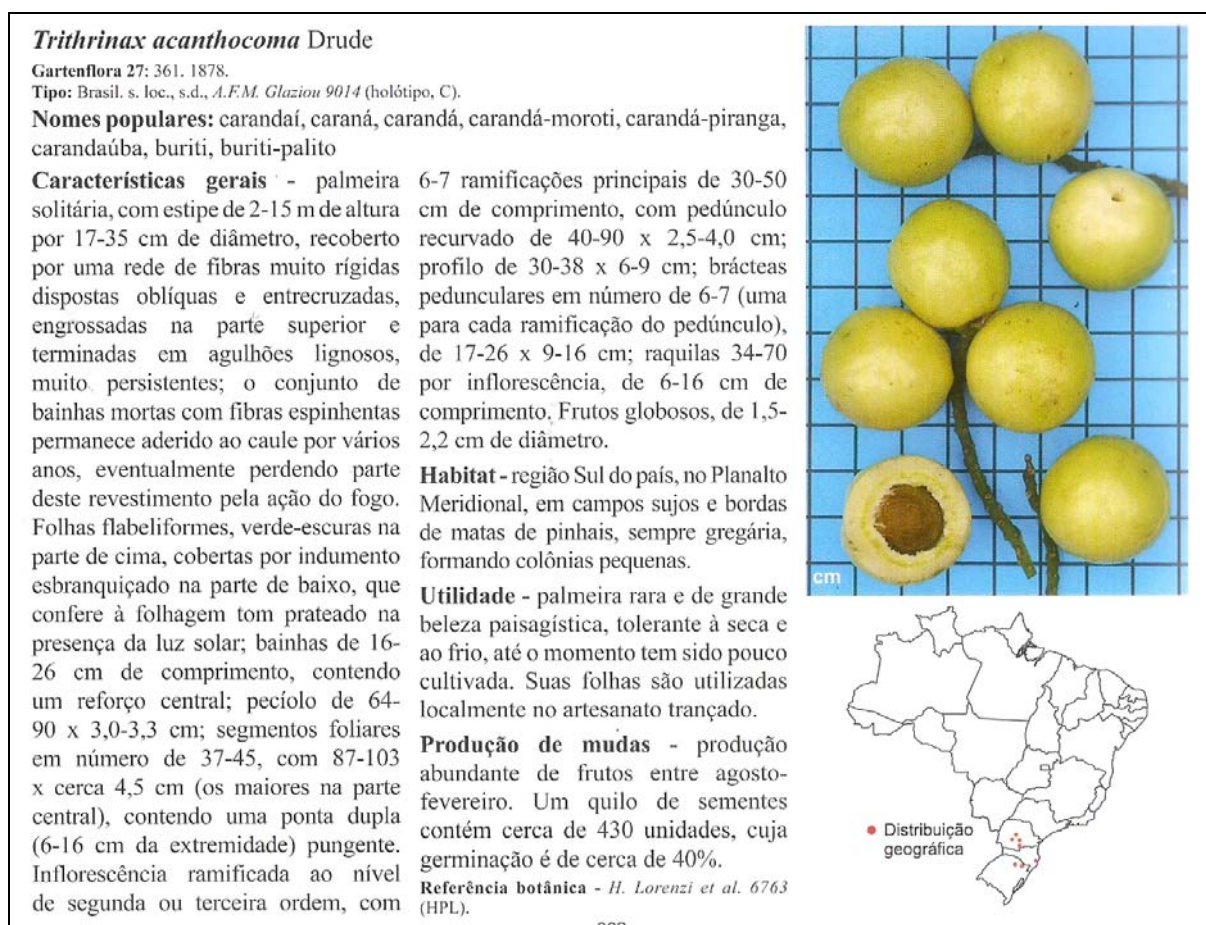 Trithrinax acanthocoma Drude
Gartenflora 27: 361. 1878.
Tipo: Brasil. s. loc., s.d., A.F.M. Glaziou 9014 (holótipo, C).
Nomes populares: carandaí, caraná, carandá, carandá-moroti, carandá-piranga,
carandaúba, buriti, buriti-palito
Características gerais - palmeira
solitária, com estipe de 2-15 m de altura
por 17-35 cm de diâmetro, recoberto
por uma rede de fibras muito rígidas
dispostas oblíquas e entrecruzadas,
engrossadas na parte superior e
terminadas em agulhões lignosos,
muito persistentes; o conjunto de
bainhas mortas com fibras espinhentas
permanece aderido ao caule por vários
anos, eventualmente perdendo parte
deste revestimento pela ação do fogo.
Folhas flabeliformes, verde-escuras na
parte de cima, cobertas por indumento
esbranquiçado na parte de baixo, que
confere à folhagem tom prateado na
presença da luz solar; bainhas de 16-
26 cm de comprimento, contendo
um reforço central; pecíolo de 64-
90 x 3,0-3,3 cm; segmentos foliares
em número de 37-45, com 87-103
x cerca 4,5 cm (os maiores na parte
central), contendo uma ponta dupla
(6-16 cm da extremidade) pungente.
Inflorescência ramificada ao nível
de segunda ou terceira ordem, com
6-7 ramificações principais de 30-50
cm de comprimento, com pedúnculo
recurvado de 40-90 x 2,5-4,0 cm;
profilo de 30-38 x 6-9 cm; brácteas
pedunculares em número de 6-7 (uma
para cada ramificação do pedúnculo),
de 17-26 x 9-16 cm; raquilas 34-70
por inflorescência, de 6-16 cm de
comprimento. Frutos globosos, de 1,5-
2,2 cm de diâmetro.
Habitat - região Sul do país, no Planalto
Meridional, em campos sujos e bordas
de matas de pinhais, sempre gregária,
formando colônias pequenas.
Utilidade - palmeira rara e de grande
beleza paisagística, tolerante à seca e
ao frio, até o momento tem sido pouco
cultivada. Suas folhas são utilizadas
localmente no artesanato trançado.
Produção de mudas - produção
abundante de frutos entre agosto-
fevereiro. Um quilo de sementes
contém cerca de 430 unidades, cuja
germinação é de cerca de 40%.
Referência botânica - H. Lorenzi et al. 6763
(HPL).
cm
Distribuição
geográfica